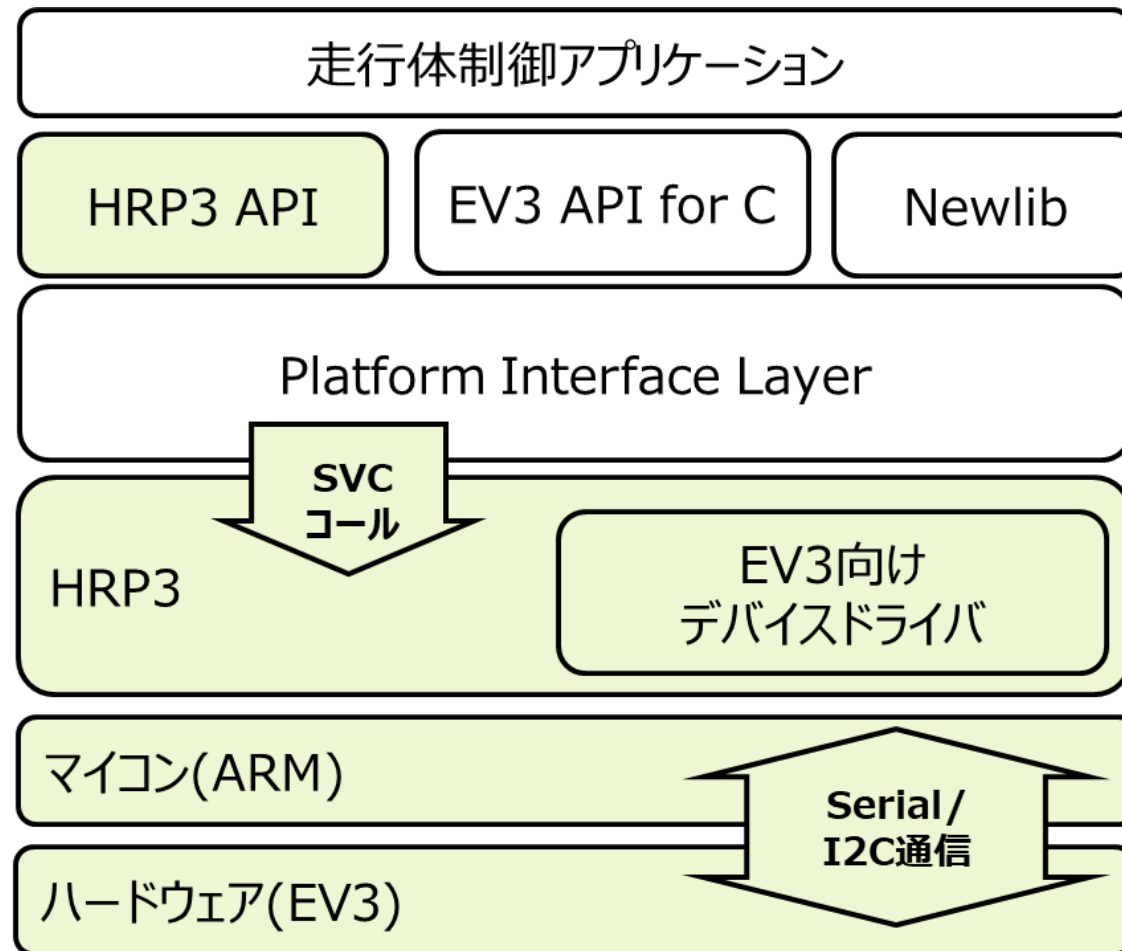 走行体制御アプリケーション
HRP3 API
EV3 API for C
Newlib
Platform Interface Layer
SVC
コール
HRP3
EV3向け
デバイスドライバ
マイコン(ARM)
Serial/
I2C通信
ハードウェア(EV3)